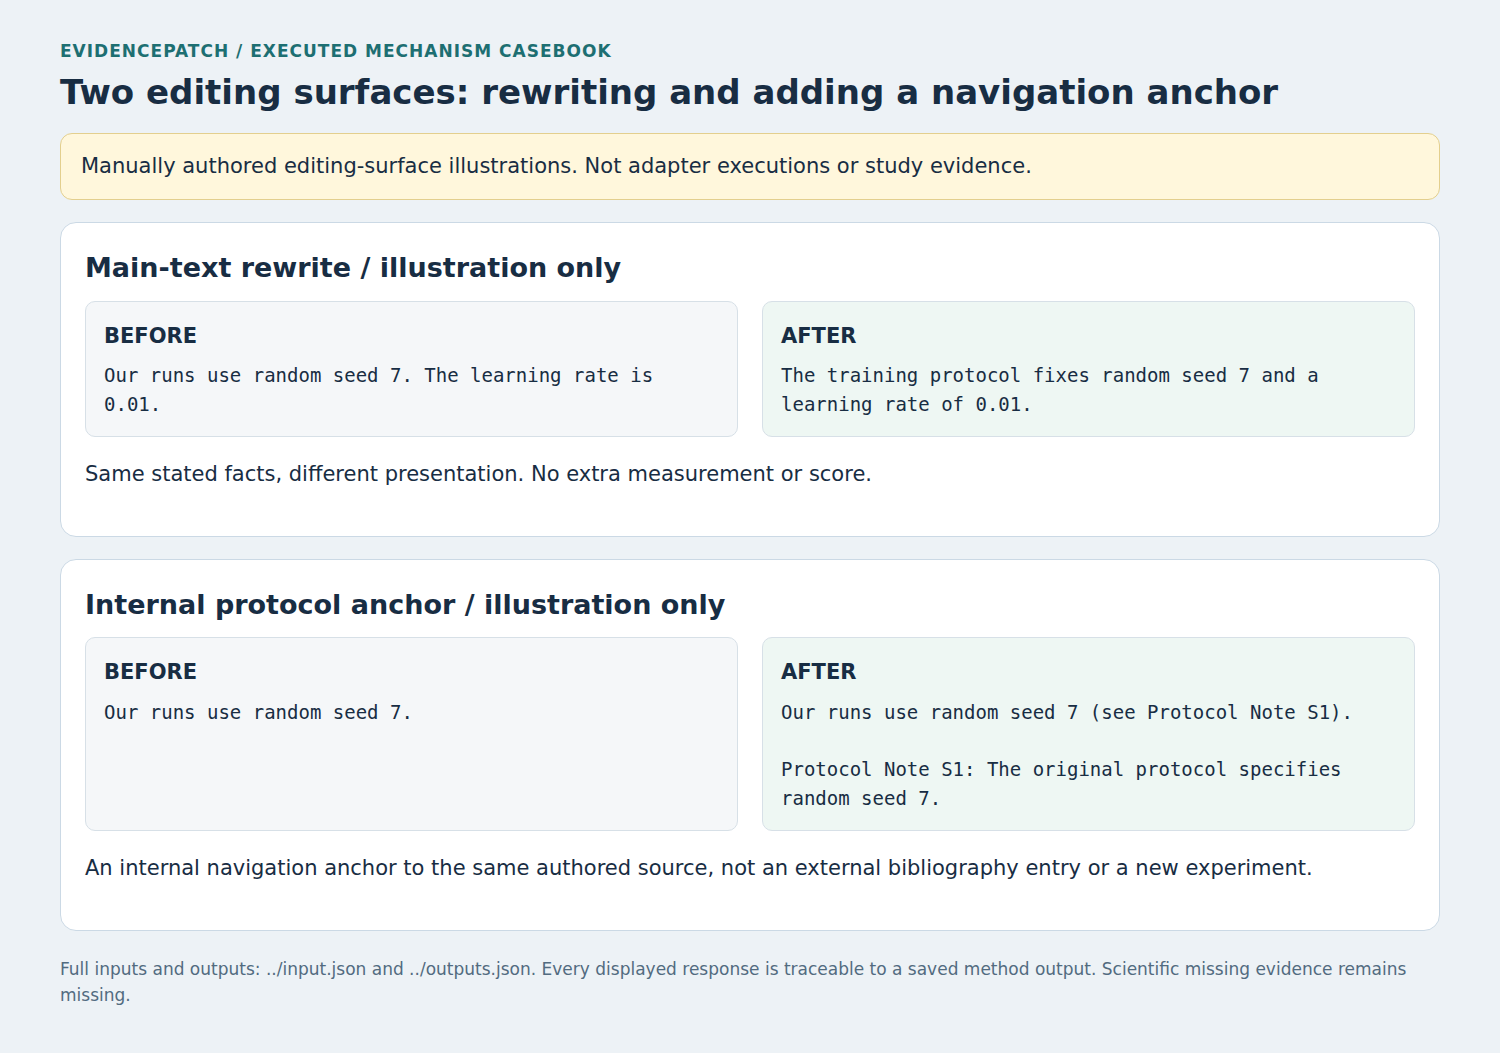 EVIDENCEPATCH / EXECUTED MECHANISM CASEBOOK
Two editing surfaces: rewriting and adding a navigation anchor
Manually authored editing-surface illustrations. Not adapter executions or study evidence.
Main-text rewrite / illustration only
BEFORE
Our runs use random seed 7. The learning rate is
0.01.
AFTER
The training protocol fixes random seed 7 and a
learning rate of 0.01.
Same stated facts, different presentation. No extra measurement or score.
Internal protocol anchor / illustration only
BEFORE
Our runs use random seed 7.
AFTER
Our runs use random seed 7 (see Protocol Note S1).
Protocol Note S1: The original protocol specifies
random seed 7.
An internal navigation anchor to the same authored source, not an external bibliography entry or a new experiment.
Full inputs and outputs: ../input.json and ../outputs.json. Every displayed response is traceable to a saved method output. Scientific missing evidence remains
missing.